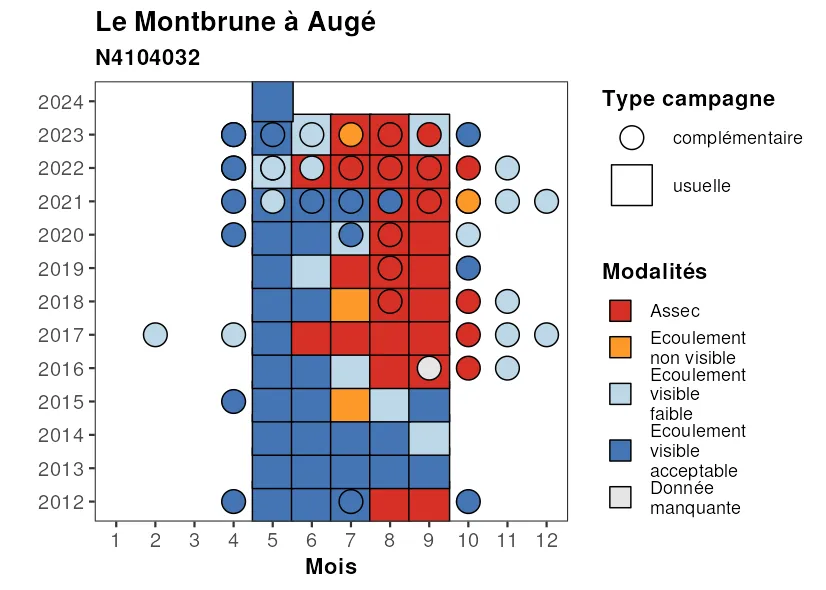 Le Montbrune à Augé
N4104032
2024
2023
2022
2021
2020
2019
2018
2017
2016
2015
2014
2013
2012
1 2 3 4 5 6 7 8 9 10 11 12
Mois
Type campagne
complémentaire
usuelle
Modalités
Assec
Ecoulement
non visible
Ecoulement
visible
faible
Ecoulement
visible
acceptable
Donnée
manquante